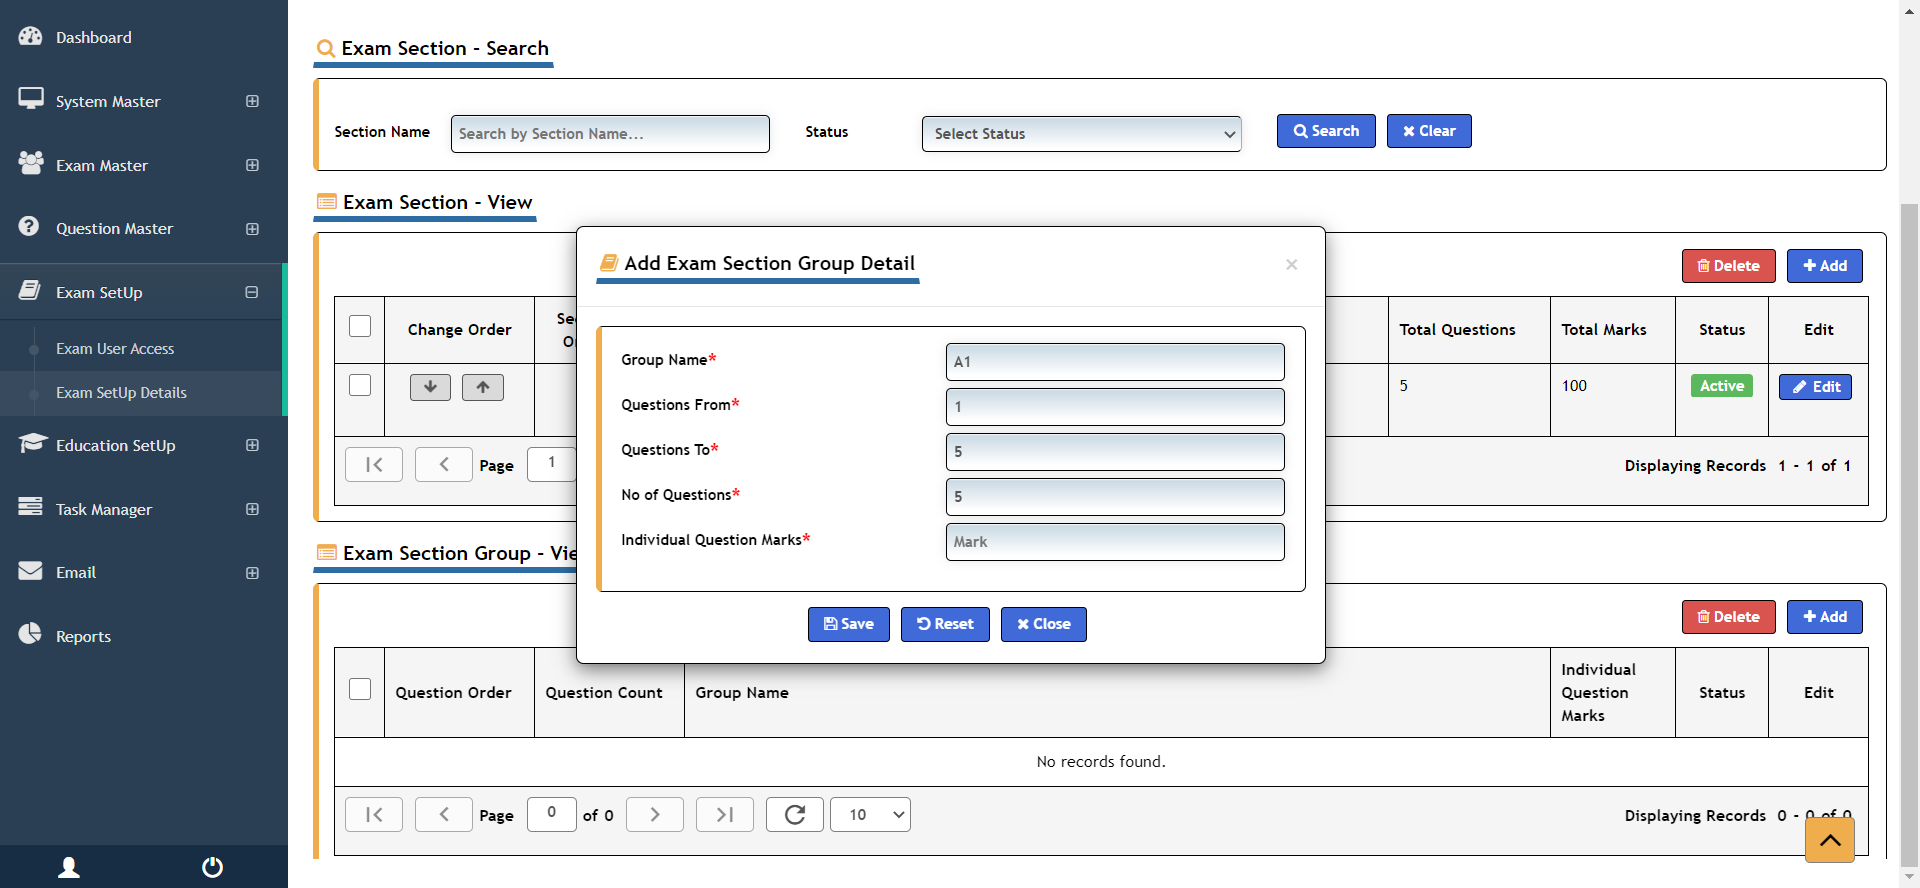 Dashboard
System Master
Exam Master
Question Master
Exam SetUp
Exam User Access
Exam SetUp Details
Education SetUp
Task Manager
Email
Reports
Exam Section - Search
Section Name
Search by Section Name...
Status
Select Status
Search
Clear
Exam Section - View
Delete
Add
Change Order
Total Questions
Total Marks
Status
Edit
5
100
Active
Edit
Page
1
Displaying Records 1 - 1 of 1
Add Exam Section Group Detail
×
Group Name*
A1
Questions From*
1
Questions To*
5
No of Questions*
5
Individual Question Marks*
Mark
Save
Reset
Close
Exam Section Group - Vie
Delete
Add
Question Order
Question Count
Group Name
Individual
Question
Marks
Status
Edit
No records found.
Page
0
of 0
10
Displaying Records 0 - 0 of 0